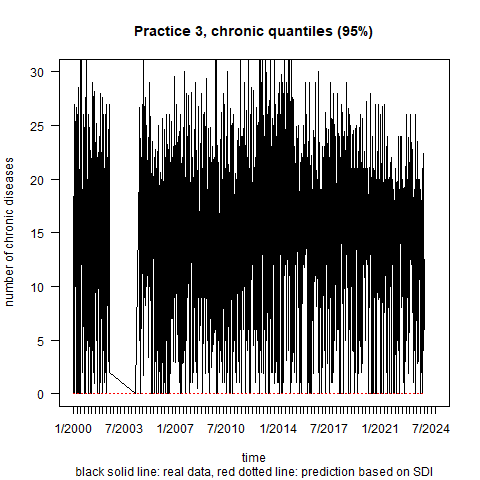 Practice 3, chronic quantiles (95%)
number of chronic diseases
30
25
20
15
10
5
0
1/2000 7/2003 1/2007 7/2010 1/2014 7/2017 1/2021 7/2024
time
black solid line: real data, red dotted line: prediction based on SDI